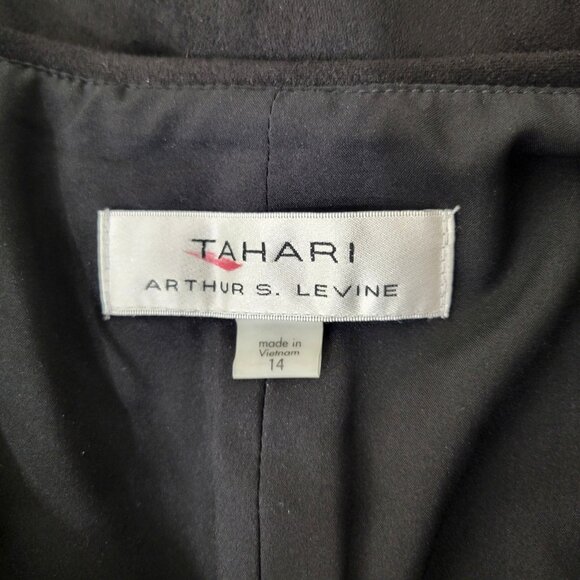 TAHARI
ARTHUR S. LEVINE
made in
Vietnam
14